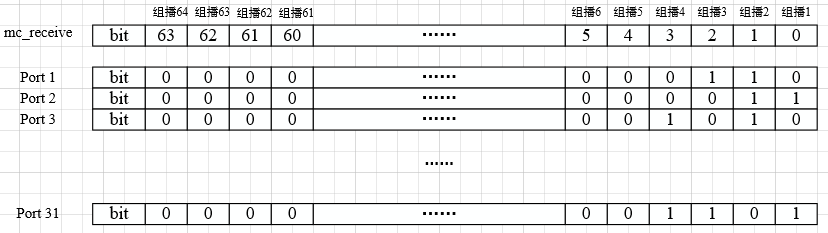 组播64 组播63 组播62 组播61 组播6 组播5 组播4 组播3 组播2 组播1
mc_receive bit 63 62 61 60 ······ 5 4 3 2 1 0
Port 1 bit 0 0 0 0 ······ 0 0 0 1 1 0
Port 2 bit 0 0 0 0 ······ 0 0 0 0 1 1
Port 3 bit 0 0 0 0 ······ 0 0 1 0 1 0
······
Port 31 bit 0 0 0 0 ······ 0 0 1 1 0 1